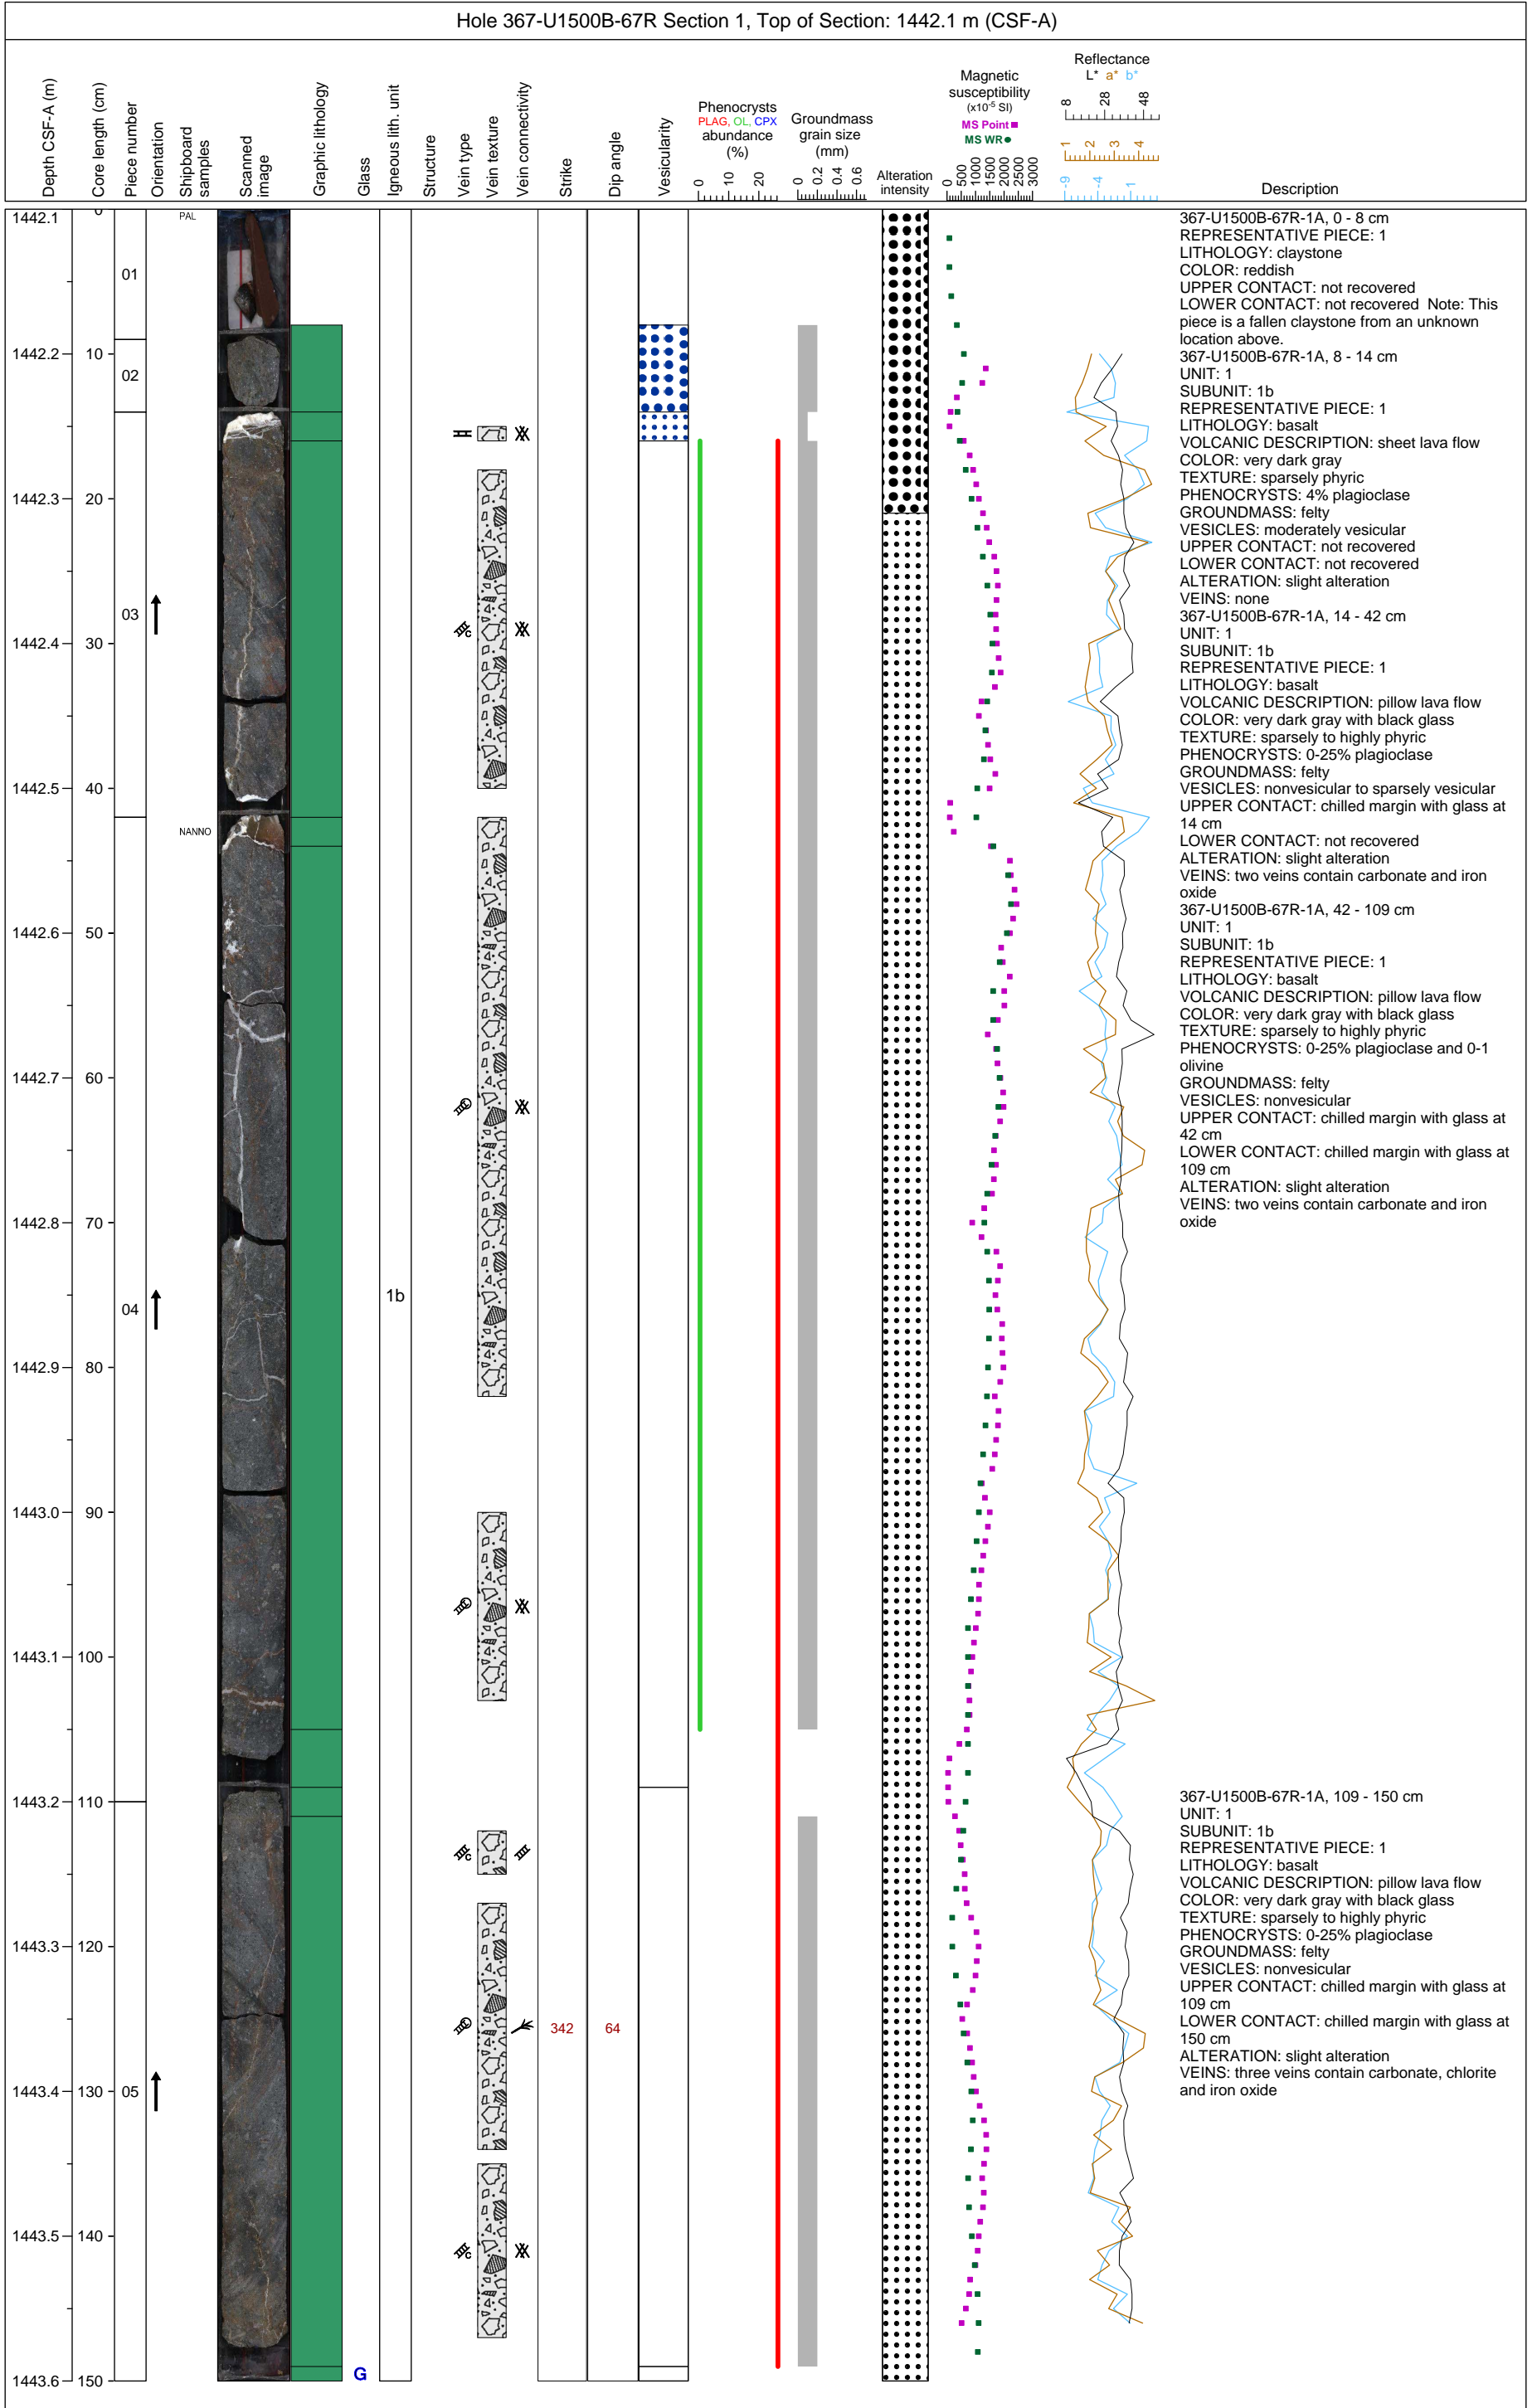 Hole 367-U1500B-67R Section 1, Top of Section: 1442.1 m (CSF-A)
Depth CSF-A (m)
Core length (cm)
Piece number
Orientation
Shipboard
samples
Scanned
image
Graphic lithology
Glass
Igneous lith. unit
Structure
Vein type
Vein texture
Vein connectivity
Strike
Dip angle
Vesicularity
Phenocrysts
PLAG, OL, CPX
abundance
(%)
0 10 20
Groundmass
grain size
(mm)
0 0.2 0.4 0.6
Alteration
intensity
Magnetic
susceptibility
(x10-5 SI)
MS Point
MS WR
0 500 1000 1500 2000 2500 3000
Reflectance
L* a* b*
8 28 48
1 2 3 4
-9 -4 1
Description
1442.1
1442.2
1442.3
1442.4
1442.5
1442.6
1442.7
1442.8
1442.9
1443.0
1443.1
1443.2
1443.3
1443.4
1443.5
1443.6
0
10
20
30
40
50
60
70
80
90
100
110
120
130
140
150
01
02
03
04
05
PAL
NANNO
G
1b
342
64
367-U1500B-67R-1A, 0 - 8 cm
REPRESENTATIVE PIECE: 1
LITHOLOGY: claystone
COLOR: reddish
UPPER CONTACT: not recovered
LOWER CONTACT: not recovered Note: This
piece is a fallen claystone from an unknown
location above.
367-U1500B-67R-1A, 8 - 14 cm
UNIT: 1
SUBUNIT: 1b
REPRESENTATIVE PIECE: 1
LITHOLOGY: basalt
VOLCANIC DESCRIPTION: sheet lava flow
COLOR: very dark gray
TEXTURE: sparsely phyric
PHENOCRYSTS: 4% plagioclase
GROUNDMASS: felty
VESICLES: moderately vesicular
UPPER CONTACT: not recovered
LOWER CONTACT: not recovered
ALTERATION: slight alteration
VEINS: none
367-U1500B-67R-1A, 14 - 42 cm
UNIT: 1
SUBUNIT: 1b
REPRESENTATIVE PIECE: 1
LITHOLOGY: basalt
VOLCANIC DESCRIPTION: pillow lava flow
COLOR: very dark gray with black glass
TEXTURE: sparsely to highly phyric
PHENOCRYSTS: 0-25% plagioclase
GROUNDMASS: felty
VESICLES: nonvesicular to sparsely vesicular
UPPER CONTACT: chilled margin with glass at
14 cm
LOWER CONTACT: not recovered
ALTERATION: slight alteration
VEINS: two veins contain carbonate and iron
oxide
367-U1500B-67R-1A, 42 - 109 cm
UNIT: 1
SUBUNIT: 1b
REPRESENTATIVE PIECE: 1
LITHOLOGY: basalt
VOLCANIC DESCRIPTION: pillow lava flow
COLOR: very dark gray with black glass
TEXTURE: sparsely to highly phyric
PHENOCRYSTS: 0-25% plagioclase and 0-1
olivine
GROUNDMASS: felty
VESICLES: nonvesicular
UPPER CONTACT: chilled margin with glass at
42 cm
LOWER CONTACT: chilled margin with glass at
109 cm
ALTERATION: slight alteration
VEINS: two veins contain carbonate and iron
oxide
367-U1500B-67R-1A, 109 - 150 cm
UNIT: 1
SUBUNIT: 1b
REPRESENTATIVE PIECE: 1
LITHOLOGY: basalt
VOLCANIC DESCRIPTION: pillow lava flow
COLOR: very dark gray with black glass
TEXTURE: sparsely to highly phyric
PHENOCRYSTS: 0-25% plagioclase
GROUNDMASS: felty
VESICLES: nonvesicular
UPPER CONTACT: chilled margin with glass at
109 cm
LOWER CONTACT: chilled margin with glass at
150 cm
ALTERATION: slight alteration
VEINS: three veins contain carbonate, chlorite
and iron oxide